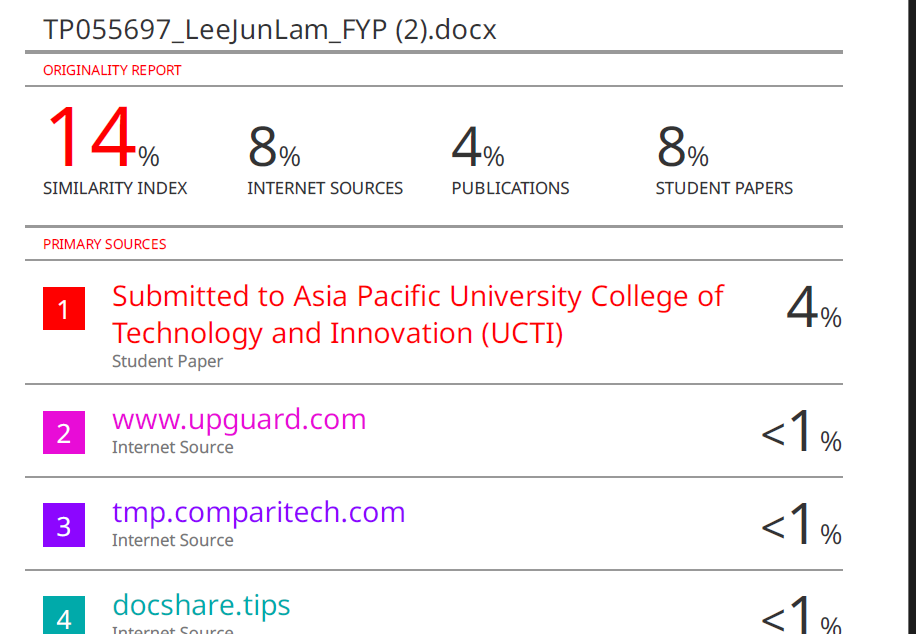 TP055697_LeeJunLam_FYP (2).docx
ORIGINALITY REPORT
14% 8% 4% 8%
SIMILARITY INDEX INTERNET SOURCES PUBLICATIONS STUDENT PAPERS
PRIMARY SOURCES
1 Submitted to Asia Pacific University College of 4%
Technology and Innovation (UCTI)
Student Paper
2 www.upguard.com <1%
Internet Source
3 tmp.comparitech.com <1%
Internet Source
4 docshare.tips <1%
Internet Source